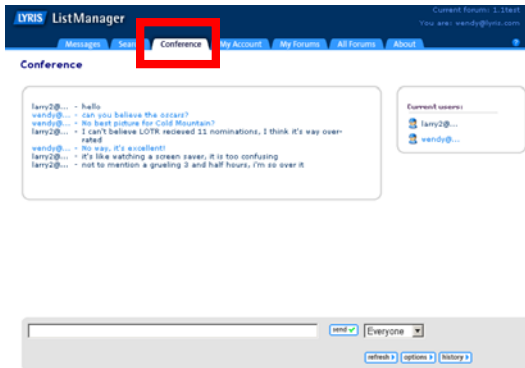 LYRIS ListManager
Current forum: 1.1test
You are: wendy@lyris.com
Messages Search Conference My Account My Forums All Forums About ?
Conference
larry2@... - hello
wendy@... - can you believe the oscars?
wendy@... - No best picture for Cold Mountain?
larry2@... - I can't believe LOTR recieved 11 nominations, I think it's way over-
rated
wendy@... - No way, it's excellent!
larry2@... - it's like watching a screen saver, it is too confusing
larry2@... - not to mention a grueling 3 and half hours, i'm so over it
Current users:
larry2@...
wendy@...
send Everyone
refresh options history